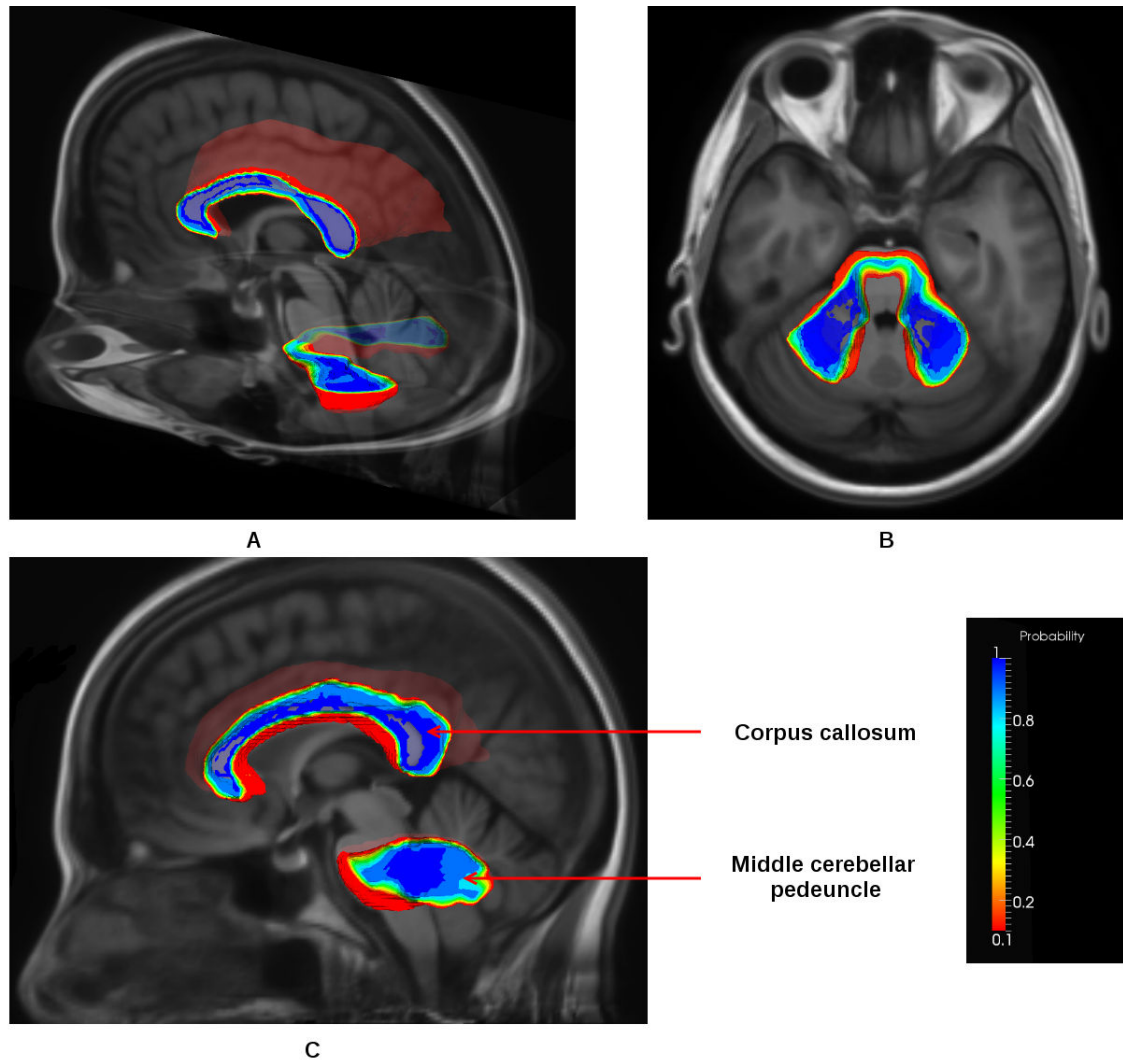 A
B
Corpus callosum
Middle cerebellar
pedeuncle
Probability
1
0.8
0.6
0.4
0.2
0.1
C